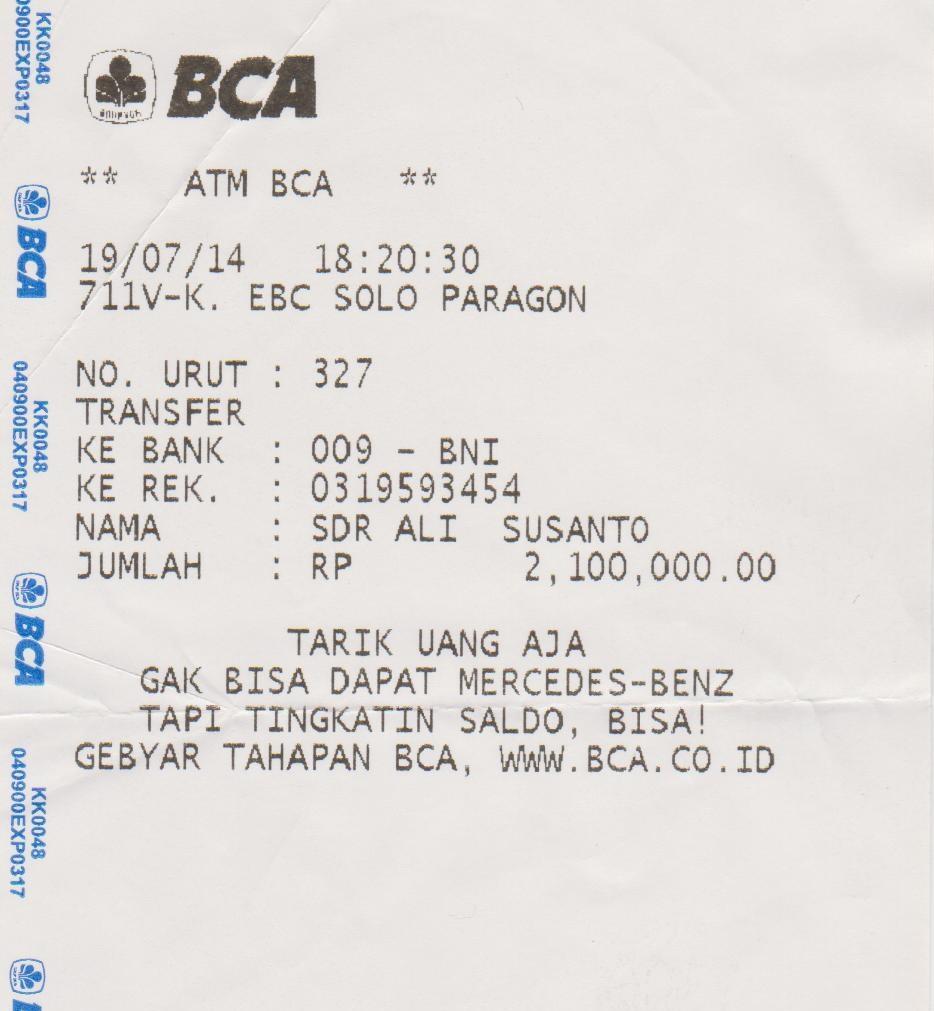 BCA
** ATM BCA **
19/07/14 18:20:30
711V-K. EBC SOLO PARAGON
NO. URUT : 327
TRANSFER
KE BANK : 009 - BNI
KE REK. : 0319593454
NAMA : SDR ALI SUSANTO
JUMLAH : RP 2,100,000.00
TARIK UANG AJA
GAK BISA DAPAT MERCEDES-BENZ
TAPI TINGKATIN SALDO, BISA!
GEBYAR TAHAPAN BCA, WWW.BCA.CO.ID
KK0048
040900EXP0317
BCA
KK0048
040900EXP0317
BCA
KK0048
040900EXP0317